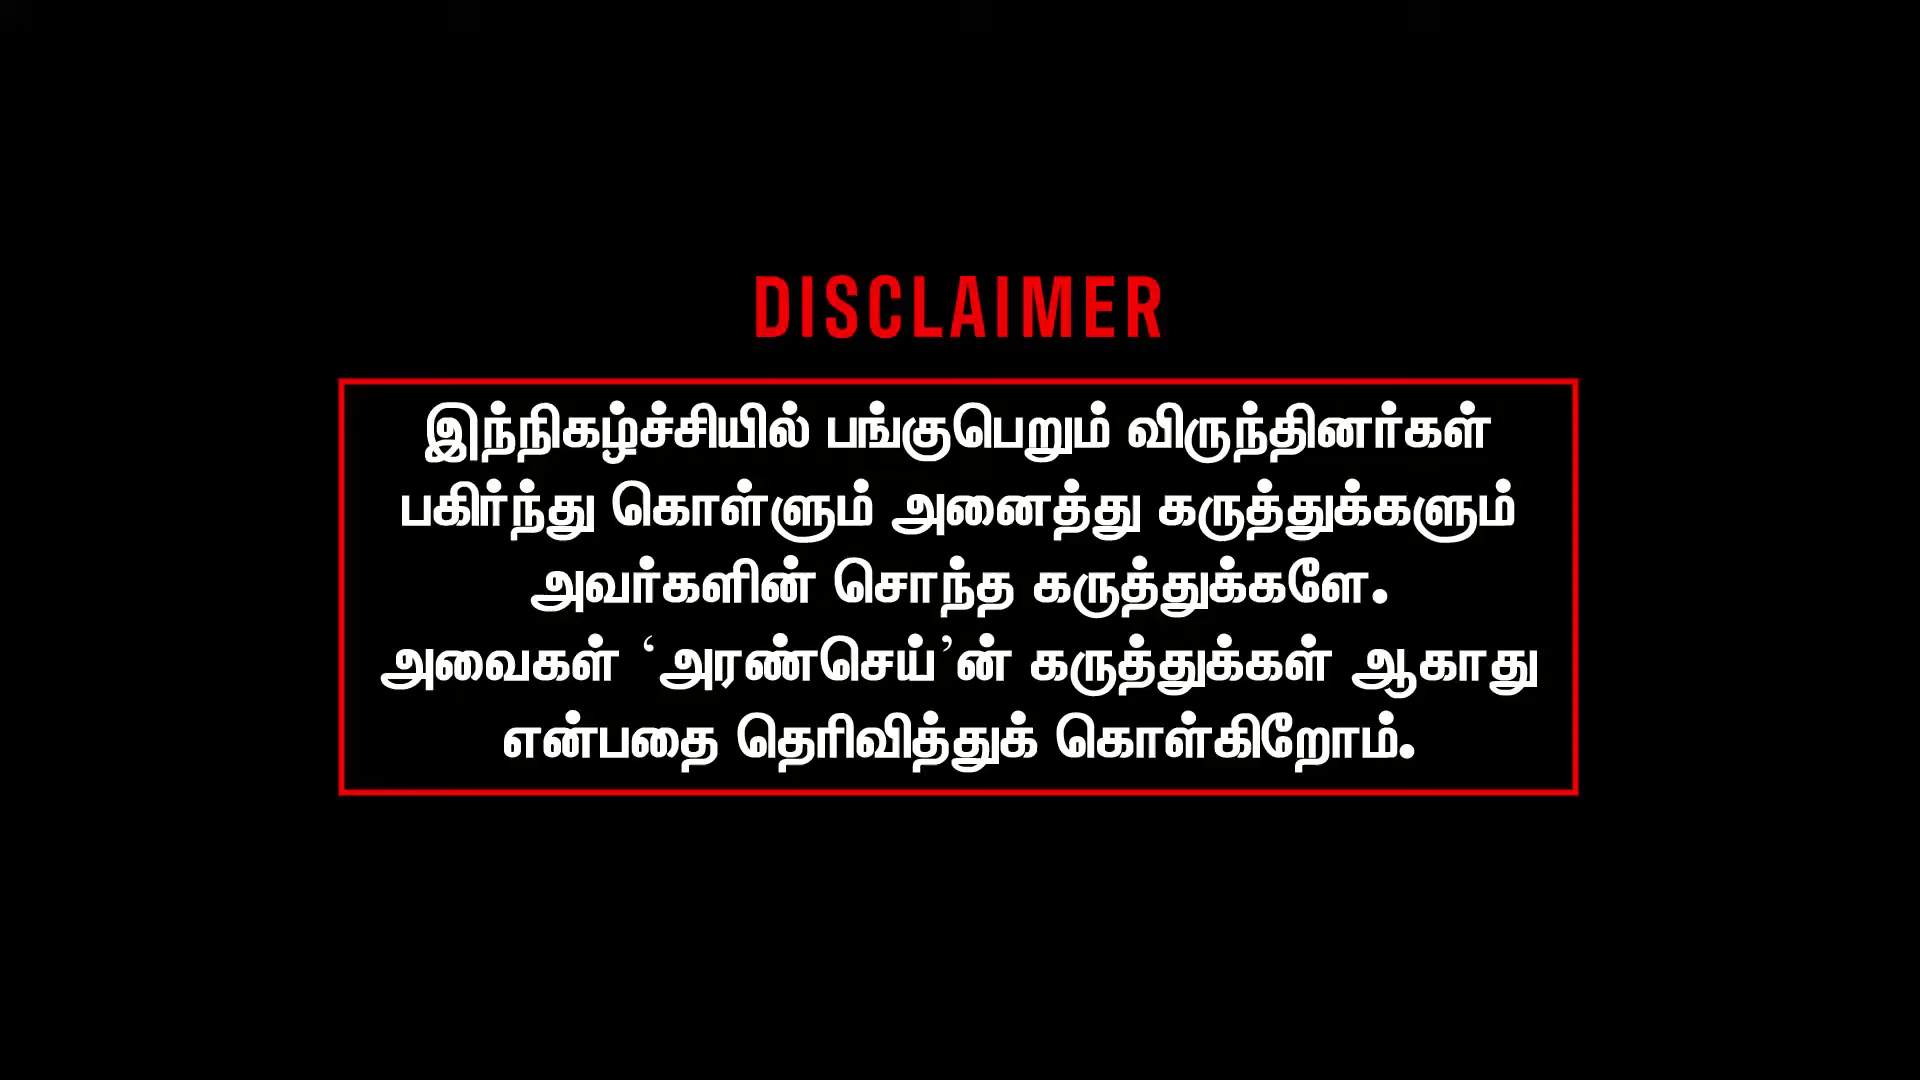 DISCLAIMER
இந்நிகழ்ச்சியில் பங்குபெறும் விருந்தினர்கள்
பகிர்ந்து கொள்ளும் அனைத்து கருத்துக்களும்
அவர்களின் சொந்த கருத்துக்களே.
அவைகள் ‘அரண்செய்’ன் கருத்துக்கள் ஆகாது
என்பதை தெரிவித்துக் கொள்கிறோம்.